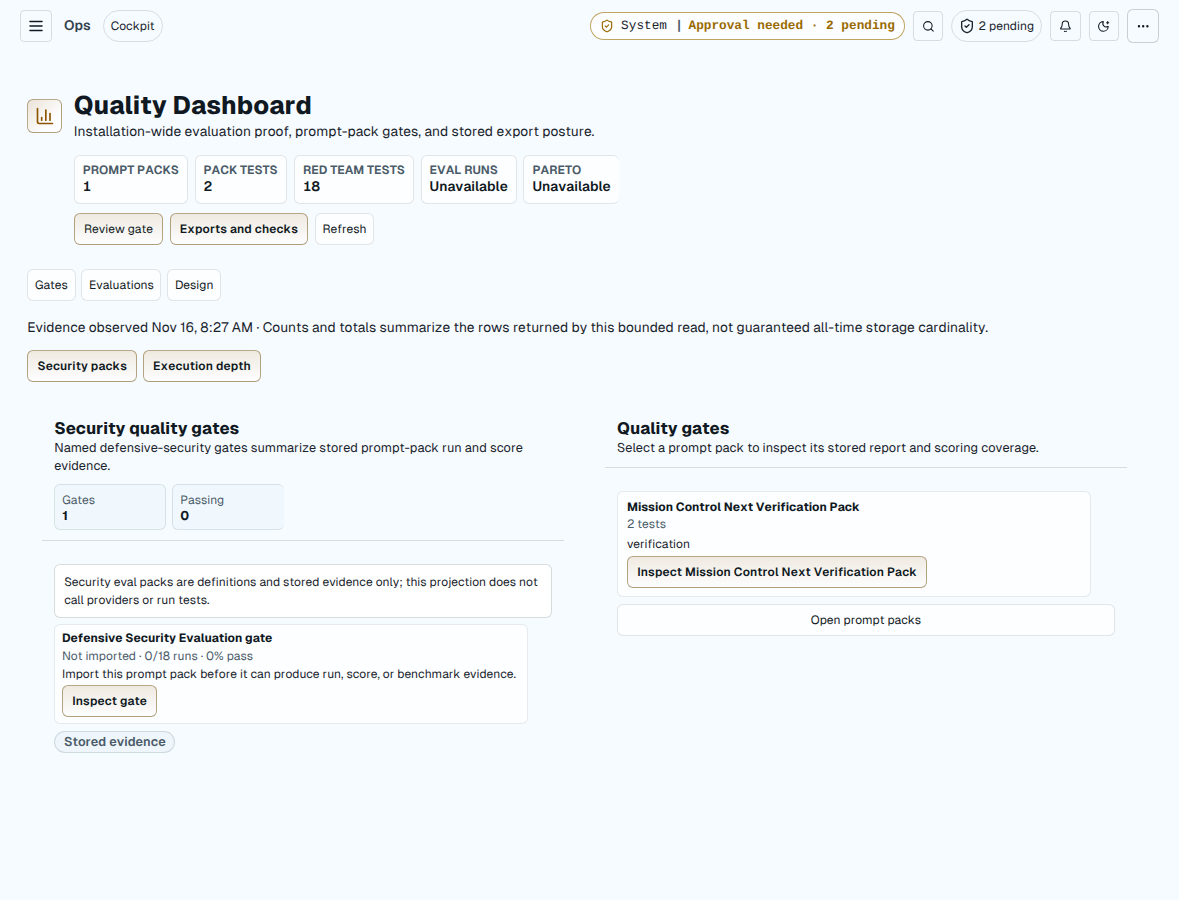 Ops
Cockpit
System | Approval needed · 2 pending
2 pending
Quality Dashboard
Installation-wide evaluation proof, prompt-pack gates, and stored export posture.
PROMPT PACKS
1
PACK TESTS
2
RED TEAM TESTS
18
EVAL RUNS
Unavailable
PARETO
Unavailable
Review gate
Exports and checks
Refresh
Gates
Evaluations
Design
Evidence observed Nov 16, 8:27 AM · Counts and totals summarize the rows returned by this bounded read, not guaranteed all-time storage cardinality.
Security packs
Execution depth
Security quality gates
Named defensive-security gates summarize stored prompt-pack run and score
evidence.
Gates
1
Passing
0
Security eval packs are definitions and stored evidence only; this projection does not
call providers or run tests.
Defensive Security Evaluation gate
Not imported · 0/18 runs · 0% pass
Import this prompt pack before it can produce run, score, or benchmark evidence.
Inspect gate
Stored evidence
Quality gates
Select a prompt pack to inspect its stored report and scoring coverage.
Mission Control Next Verification Pack
2 tests
verification
Inspect Mission Control Next Verification Pack
Open prompt packs